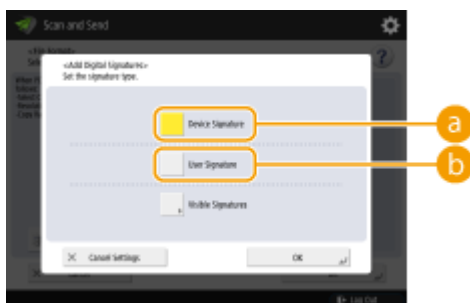 Scan and Send
?
<Add Digital Signatures>
Set the signature type.
Device Signature
a
User Signature
b
Visible Signatures
× Cancel Settings
OK
Log Out